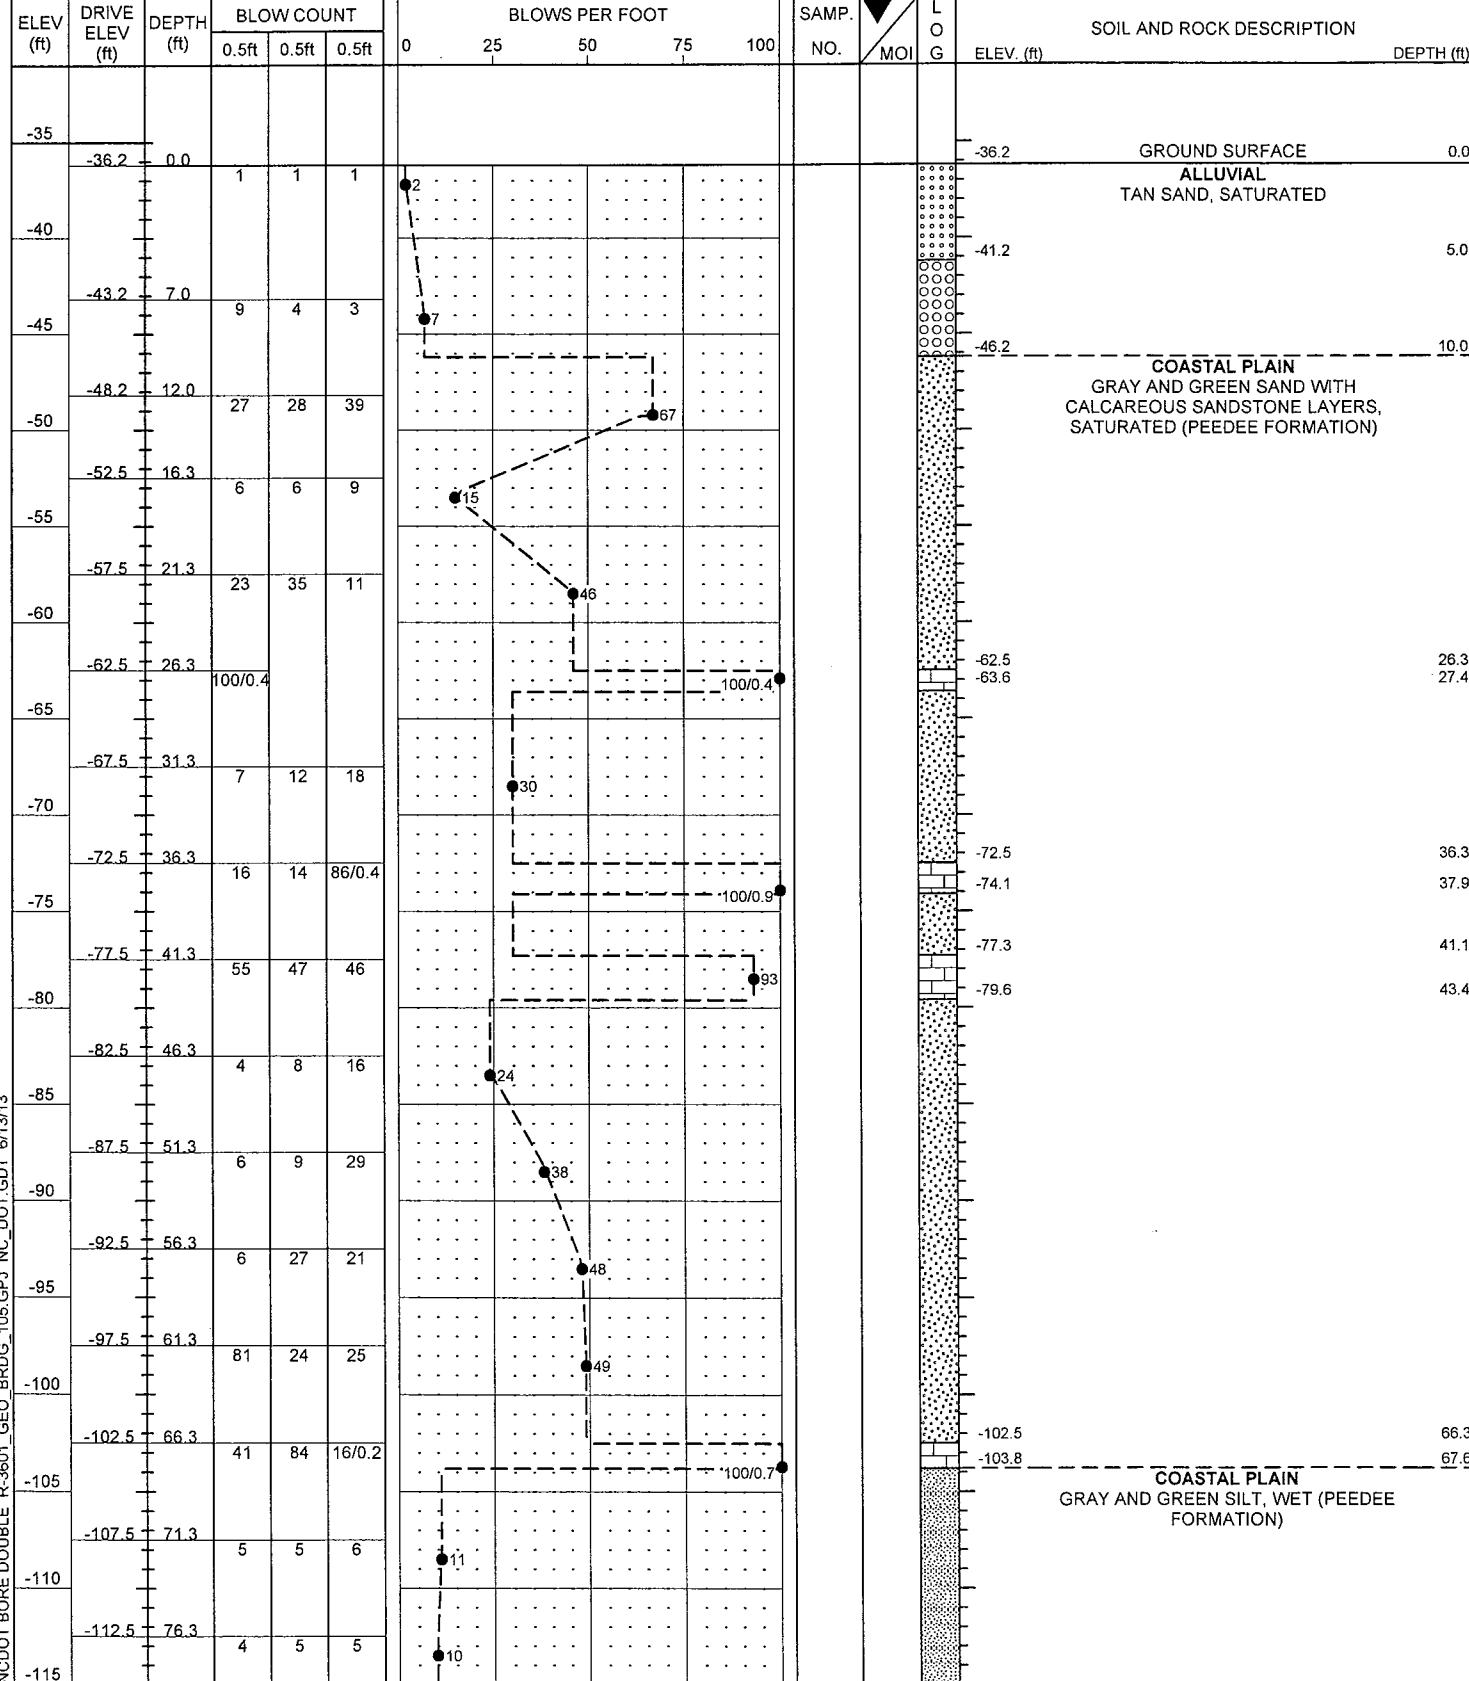 ELEV (ft) DRIVE ELEV (ft) DEPTH (ft) BLOW COUNT BLOWS PER FOOT SAMP. NO. MOI L O G SOIL AND ROCK DESCRIPTION
0.5ft 0.5ft 0.5ft 0 25 50 75 100 ELEV. (ft) DEPTH (ft)
-35
-36.2 0.0 -36.2 GROUND SURFACE 0.0
1 1 1 ALLUVIAL
2 TAN SAND, SATURATED
-40
-41.2 5.0
-43.2 7.0
9 4 3
7
-45
-46.2 10.0
COASTAL PLAIN
-48.2 12.0 GRAY AND GREEN SAND WITH
27 28 39 CALCAREOUS SANDSTONE LAYERS,
67
-50 SATURATED (PEEDEE FORMATION)
-52.5 16.3
6 6 9
15
-55
-57.5 21.3
23 35 11
46
-60
-62.5 26.3 -62.5 26.3
100/0.4 100/0.4 -63.6 27.4
-65
-67.5 31.3
7 12 18
30
-70
-72.5 36.3 -72.5 36.3
16 14 86/0.4
100/0.9 -74.1 37.9
-75
-77.5 41.3 -77.3 41.1
55 47 46
93
-80 -79.6 43.4
-82.5 46.3
4 8 16
24
-85
-87.5 51.3
6 9 29
38
-90
-92.5 56.3
6 27 21
48
-95
-97.5 61.3
81 24 25
49
-100
-102.5 66.3 -102.5 66.3
41 84 16/0.2
-103.8 67.6
100/0.7
-105 COASTAL PLAIN
GRAY AND GREEN SILT, WET (PEEDEE
FORMATION)
-107.5 71.3
5 5 6
11
-110
-112.5 76.3
4 5 5
10
-115
NCDOT BORE DOUBLE R-3601_GEO_BRDG_105.GPJ NC_DOT.GDT 6/13/13